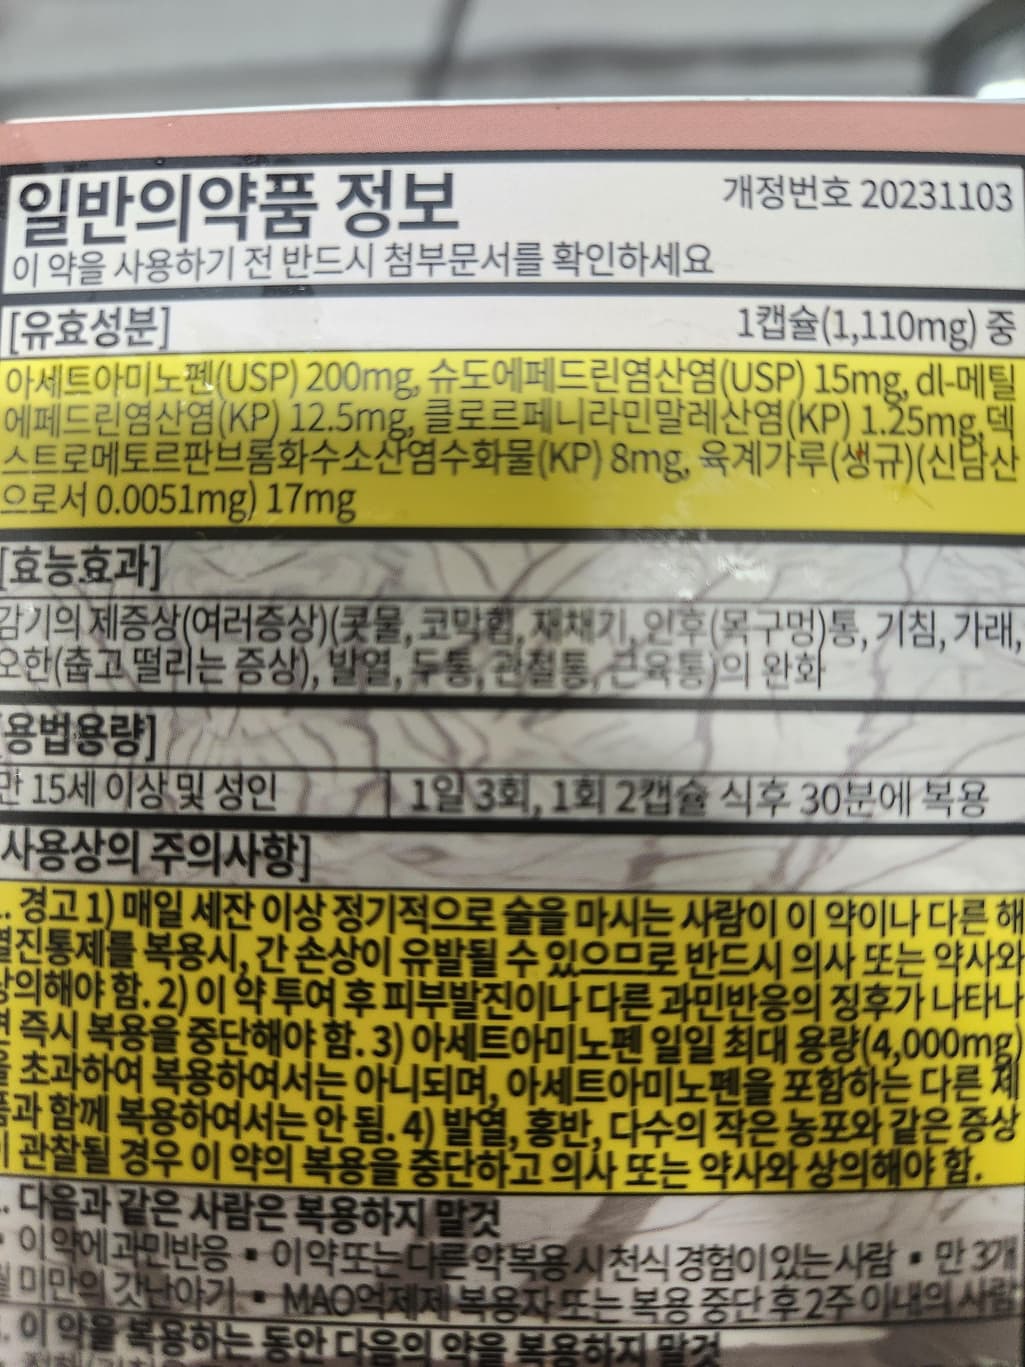 일반의약품 정보 개정번호 20231103
이 약을 사용하기 전 반드시 첨부문서를 확인하세요
[유효성분] 1캡슐(1,110mg) 중
아세트아미노펜(USP) 200mg, 슈도에페드린염산염(USP) 15mg, dl-메틸
에페드린염산염(KP) 12.5mg, 클로르페니라민말레산염(KP) 1.25mg, 덱
스트로메토르판브롬화수소산염수화물(KP) 8mg, 육계가루(생규)(신남산
으로서 0.0051mg) 17mg
[효능효과]
감기의 제증상(여러증상)(콧물, 코막힘, 재채기, 인후(목구멍)통, 기침, 가래,
오한(춥고 떨리는 증상), 발열, 두통, 관절통, 근육통)의 완화
[용법용량]
만 15세 이상 및 성인 1일 3회, 1회 2캡슐 식후 30분에 복용
[사용상의 주의사항]
. 경고 1) 매일 세잔 이상 정기적으로 술을 마시는 사람이 이 약이나 다른 해
열진통제를 복용시, 간 손상이 유발될 수 있으므로 반드시 의사 또는 약사와
상의해야 함. 2) 이 약 투여 후 피부발진이나 다른 과민반응의 징후가 나타나
면 즉시 복용을 중단해야 함. 3) 아세트아미노펜 일일 최대 용량(4,000mg)
을 초과하여 복용하여서는 아니되며, 아세트아미노펜을 포함하는 다른 제
품과 함께 복용하여서는 안 됨. 4) 발열, 홍반, 다수의 작은 농포와 같은 증상
이 관찰될 경우 이 약의 복용을 중단하고 의사 또는 약사와 상의해야 함.
. 다음과 같은 사람은 복용하지 말것
▪ 이 약에 과민반응 ▪ 이 약 또는 다른 약 복용 시 천식 경험이 있는 사람 ▪ 만 3개
월 미만의 갓난아기 ▪ MAO억제제 복용자 또는 복용 중단 후 2주 이내의 사람
. 이 약을 복용하는 동안 다음의 약을 복용하지 말것